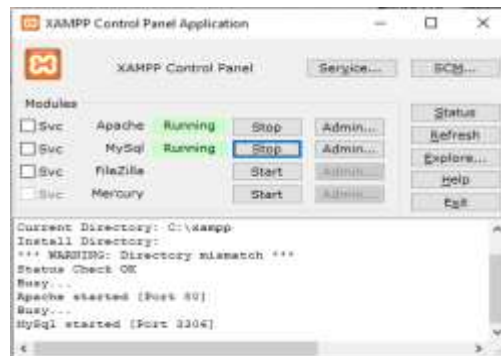 XAMPP Control Panel Application
XAMPP Control Panel Service... SCM...
Modules
Svc Apache Running Stop Admin... Status
Svc MySql Running Stop Admin... Refresh
Svc FileZilla Start Admin... Explore...
Svc Mercury Start Admin... Help
Exit
Current Directory: C:\xampp
Install Directory:
*** WARNING: Directory mismatch ***
Status Check OK
Busy...
Apache started [Port 80]
Busy...
MySql started [Port 3306]